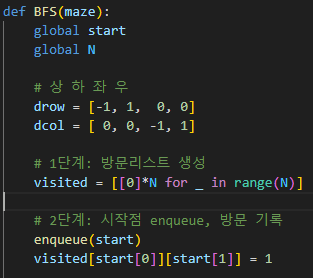 def BFS(maze):
    global start
    global N

    # 상 하 좌 우
    drow = [-1, 1,  0, 0]
    dcol = [ 0, 0, -1, 1]

    # 1단계: 방문리스트 생성
    visited = [[0]*N for _ in range(N)]

    # 2단계: 시작점 enqueue, 방문 기록
    enqueue(start)
    visited[start[0]][start[1]] = 1